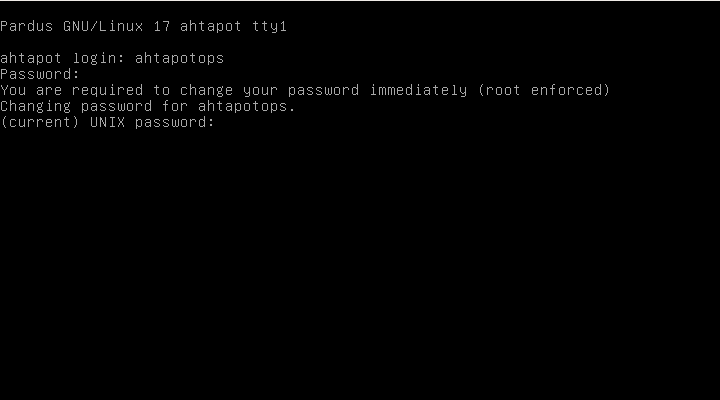 Pardus GNU/Linux 17 ahtapot tty1
ahtapot login: ahtapotops
Password:
You are required to change your password immediately (root enforced)
Changing password for ahtapotops.
(current) UNIX password: